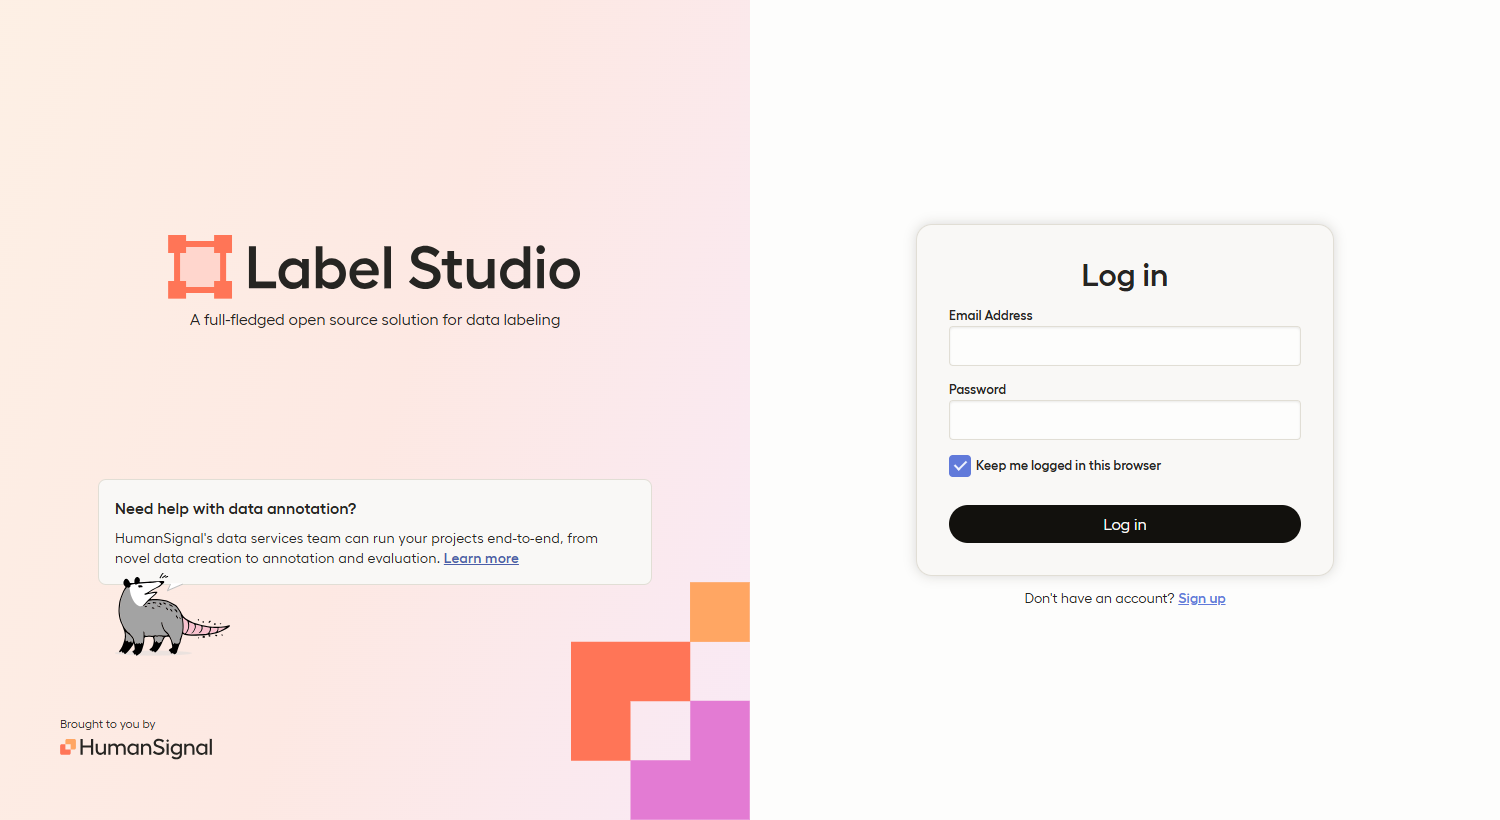 Label Studio
A full-fledged open source solution for data labeling
Need help with data annotation?
HumanSignal's data services team can run your projects end-to-end, from
novel data creation to annotation and evaluation. Learn more
Brought to you by
HumanSignal
Log in
Email Address
Password
Keep me logged in this browser
Log in
Don't have an account? Sign up